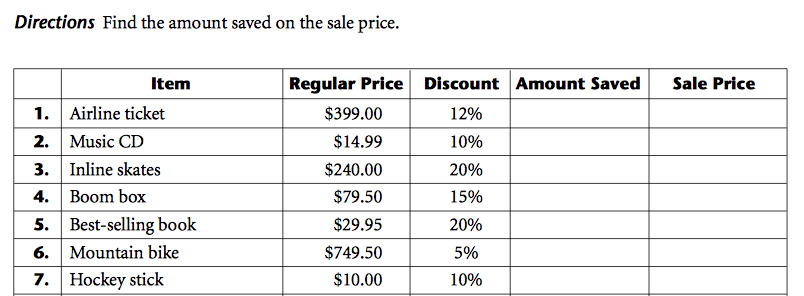 Directions Find the amount saved on the sale price.
Item Regular Price Discount Amount Saved Sale Price
1. Airline ticket $399.00 12%
2. Music CD $14.99 10%
3. Inline skates $240.00 20%
4. Boom box $79.50 15%
5. Best-selling book $29.95 20%
6. Mountain bike $749.50 5%
7. Hockey stick $10.00 10%